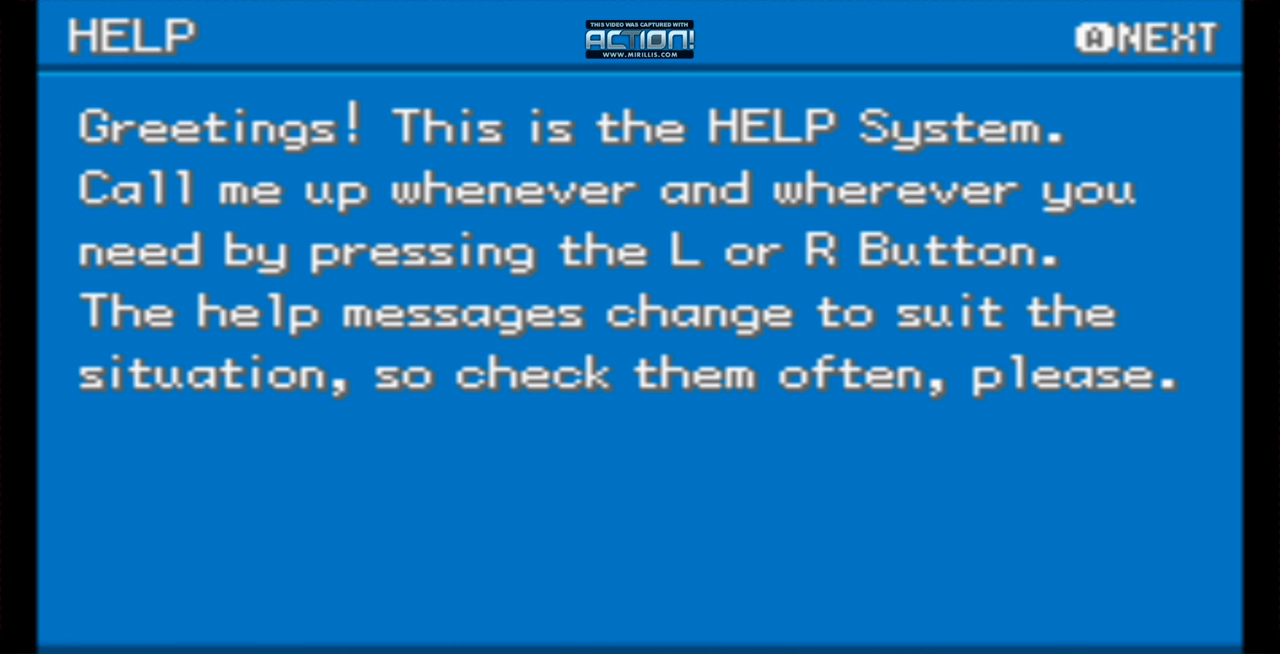 HELP
THIS VIDEO WAS CAPTURED WITH
ACTION!
WWW.MIRILLIS.COM
Ⓐ NEXT
Greetings! This is the HELP System.
Call me up whenever and wherever you
need by pressing the L or R Button.
The help messages change to suit the
situation, so check them often, please.